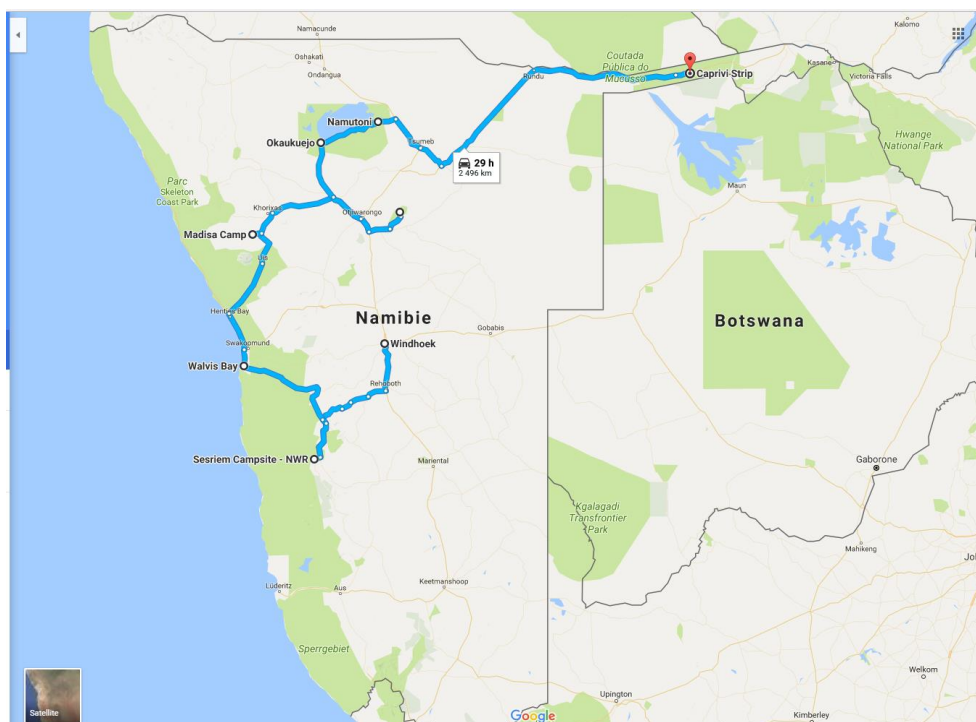 Namacunde
Oshakati
Ondangua
Kalomo
Coutada
Pública do
Mucusso
Kasane
Caprivi-Strip
Victoria Falls
Rundu
Namutoni
Okaukuejo
Tsumeb
Hwange
National Park
29 h
2 496 km
Parc
Skeleton
Coast Park
Maun
Khorixas
Otjiwarongo
Madisa Camp
Uis
Henties Bay
Namibie
Botswana
Gobabis
Swakopmund
Windhoek
Walvis Bay
Rehoboth
Sesriem Campsite - NWR
Mariental
Gaborone
Kgalagadi
Transfrontier
Park
Mahikeng
Lüderitz
Aus
Keetmanshoop
Sperrgebiet
Welkom
Upington
Satellite
Google
Kimberley